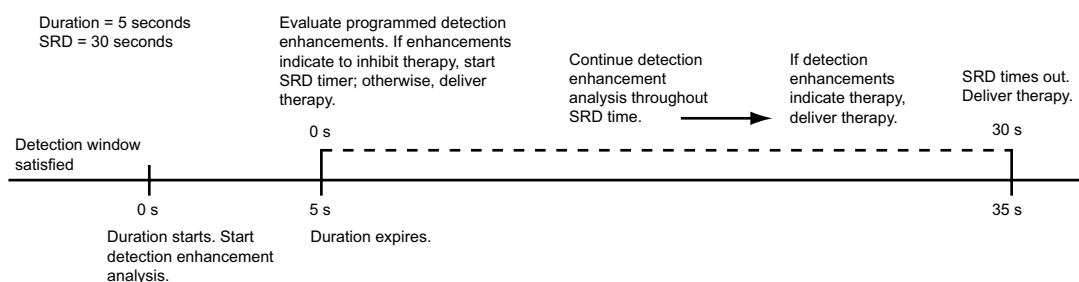 Duration = 5 seconds
SRD = 30 seconds
Evaluate programmed detection
enhancements. If enhancements
indicate to inhibit therapy, start
SRD timer; otherwise, deliver
therapy.
Continue detection
enhancement
analysis throughout
SRD time.
If detection
enhancements
indicate therapy,
deliver therapy.
SRD times out.
Deliver therapy.
0 s
30 s
Detection window
satisfied
0 s
5 s
35 s
Duration starts. Start
detection enhancement
analysis.
Duration expires.